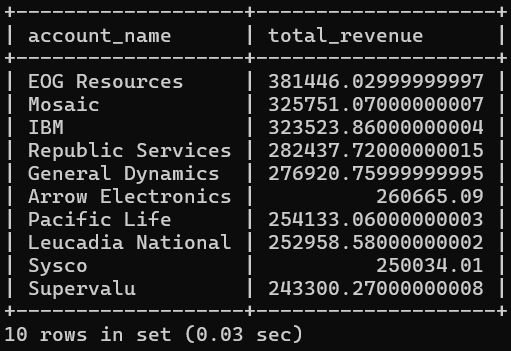 +--------------------+--------------------+
| account_name       | total_revenue      |
+--------------------+--------------------+
| EOG Resources      | 381446.02999999997 |
| Mosaic             | 325751.07000000007 |
| IBM                | 323523.86000000004 |
| Republic Services  | 282437.72000000015 |
| General Dynamics   | 276920.75999999995 |
| Arrow Electronics  |          260665.09 |
| Pacific Life       | 254133.06000000003 |
| Leucadia National  | 252958.58000000002 |
| Sysco              |          250034.01 |
| Supervalu          | 243300.27000000008 |
+--------------------+--------------------+
10 rows in set (0.03 sec)